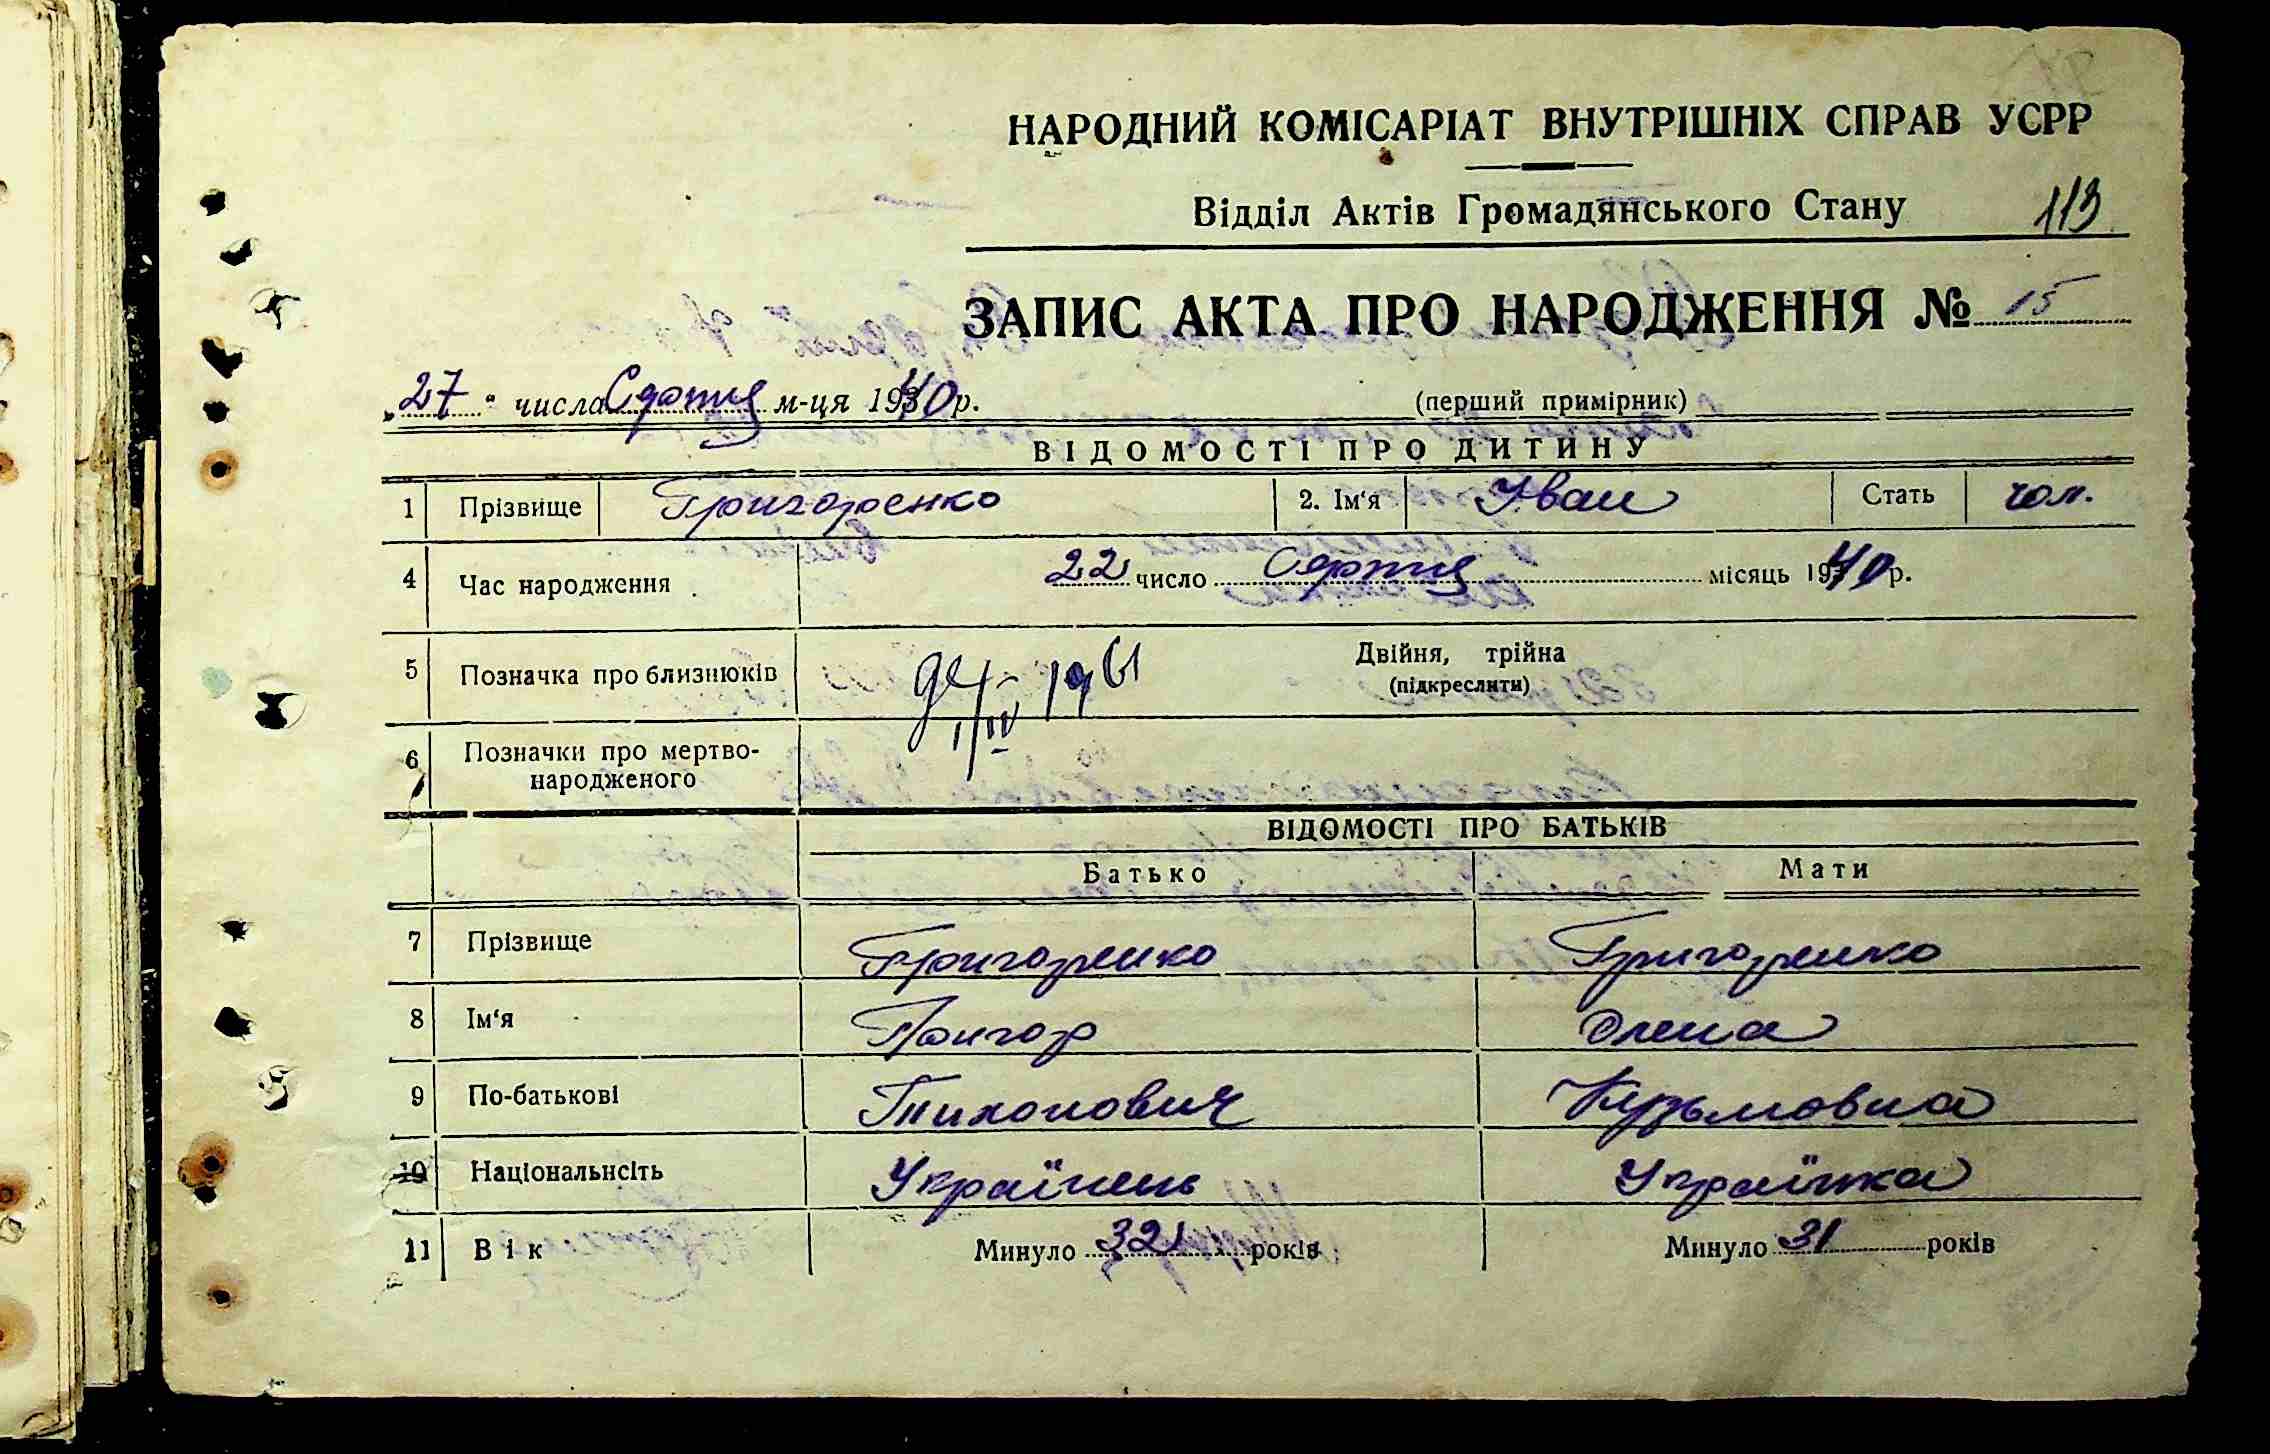 НАРОДНИЙ КОМІСАРІАТ ВНУТРІШНІХ СПРАВ УСРР
Відділ Актів Громадянського Стану 113
ЗАПИС АКТА ПРО НАРОДЖЕННЯ № 15
„27“ числа Серпня м-ця 1940 р. (перший примірник)
ВІДОМОСТІ ПРО ДИТИНУ
1 Прізвище Григоренко 2. Ім'я Іван Стать чол.
4 Час народження 22 число Серпня місяць 1940 р.
5 Позначка про близнюків 1961 Двійня, трійна
(підкреслити)
6 Позначки про мертво-
народженого
ВІДОМОСТІ ПРО БАТЬКІВ
Батько Мати
7 Прізвище Григоренко Григоренко
8 Ім'я Григор Олена
9 По-батькові Тихонович Кузьмовна
10 Національнсіть Українець Українка
11 Вік Минуло 32 років Минуло 31 років